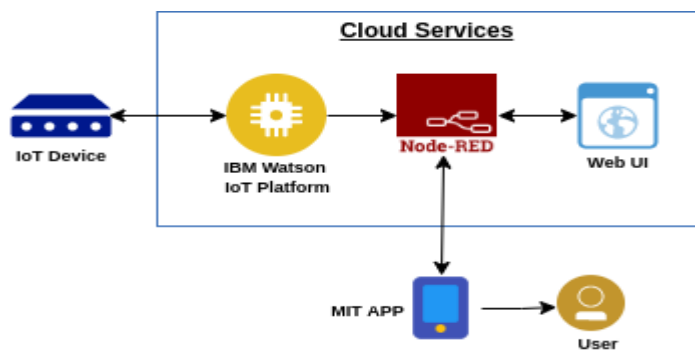 Cloud Services
IoT Device
IBM Watson
IoT Platform
Node-RED
Web UI
MIT APP
User